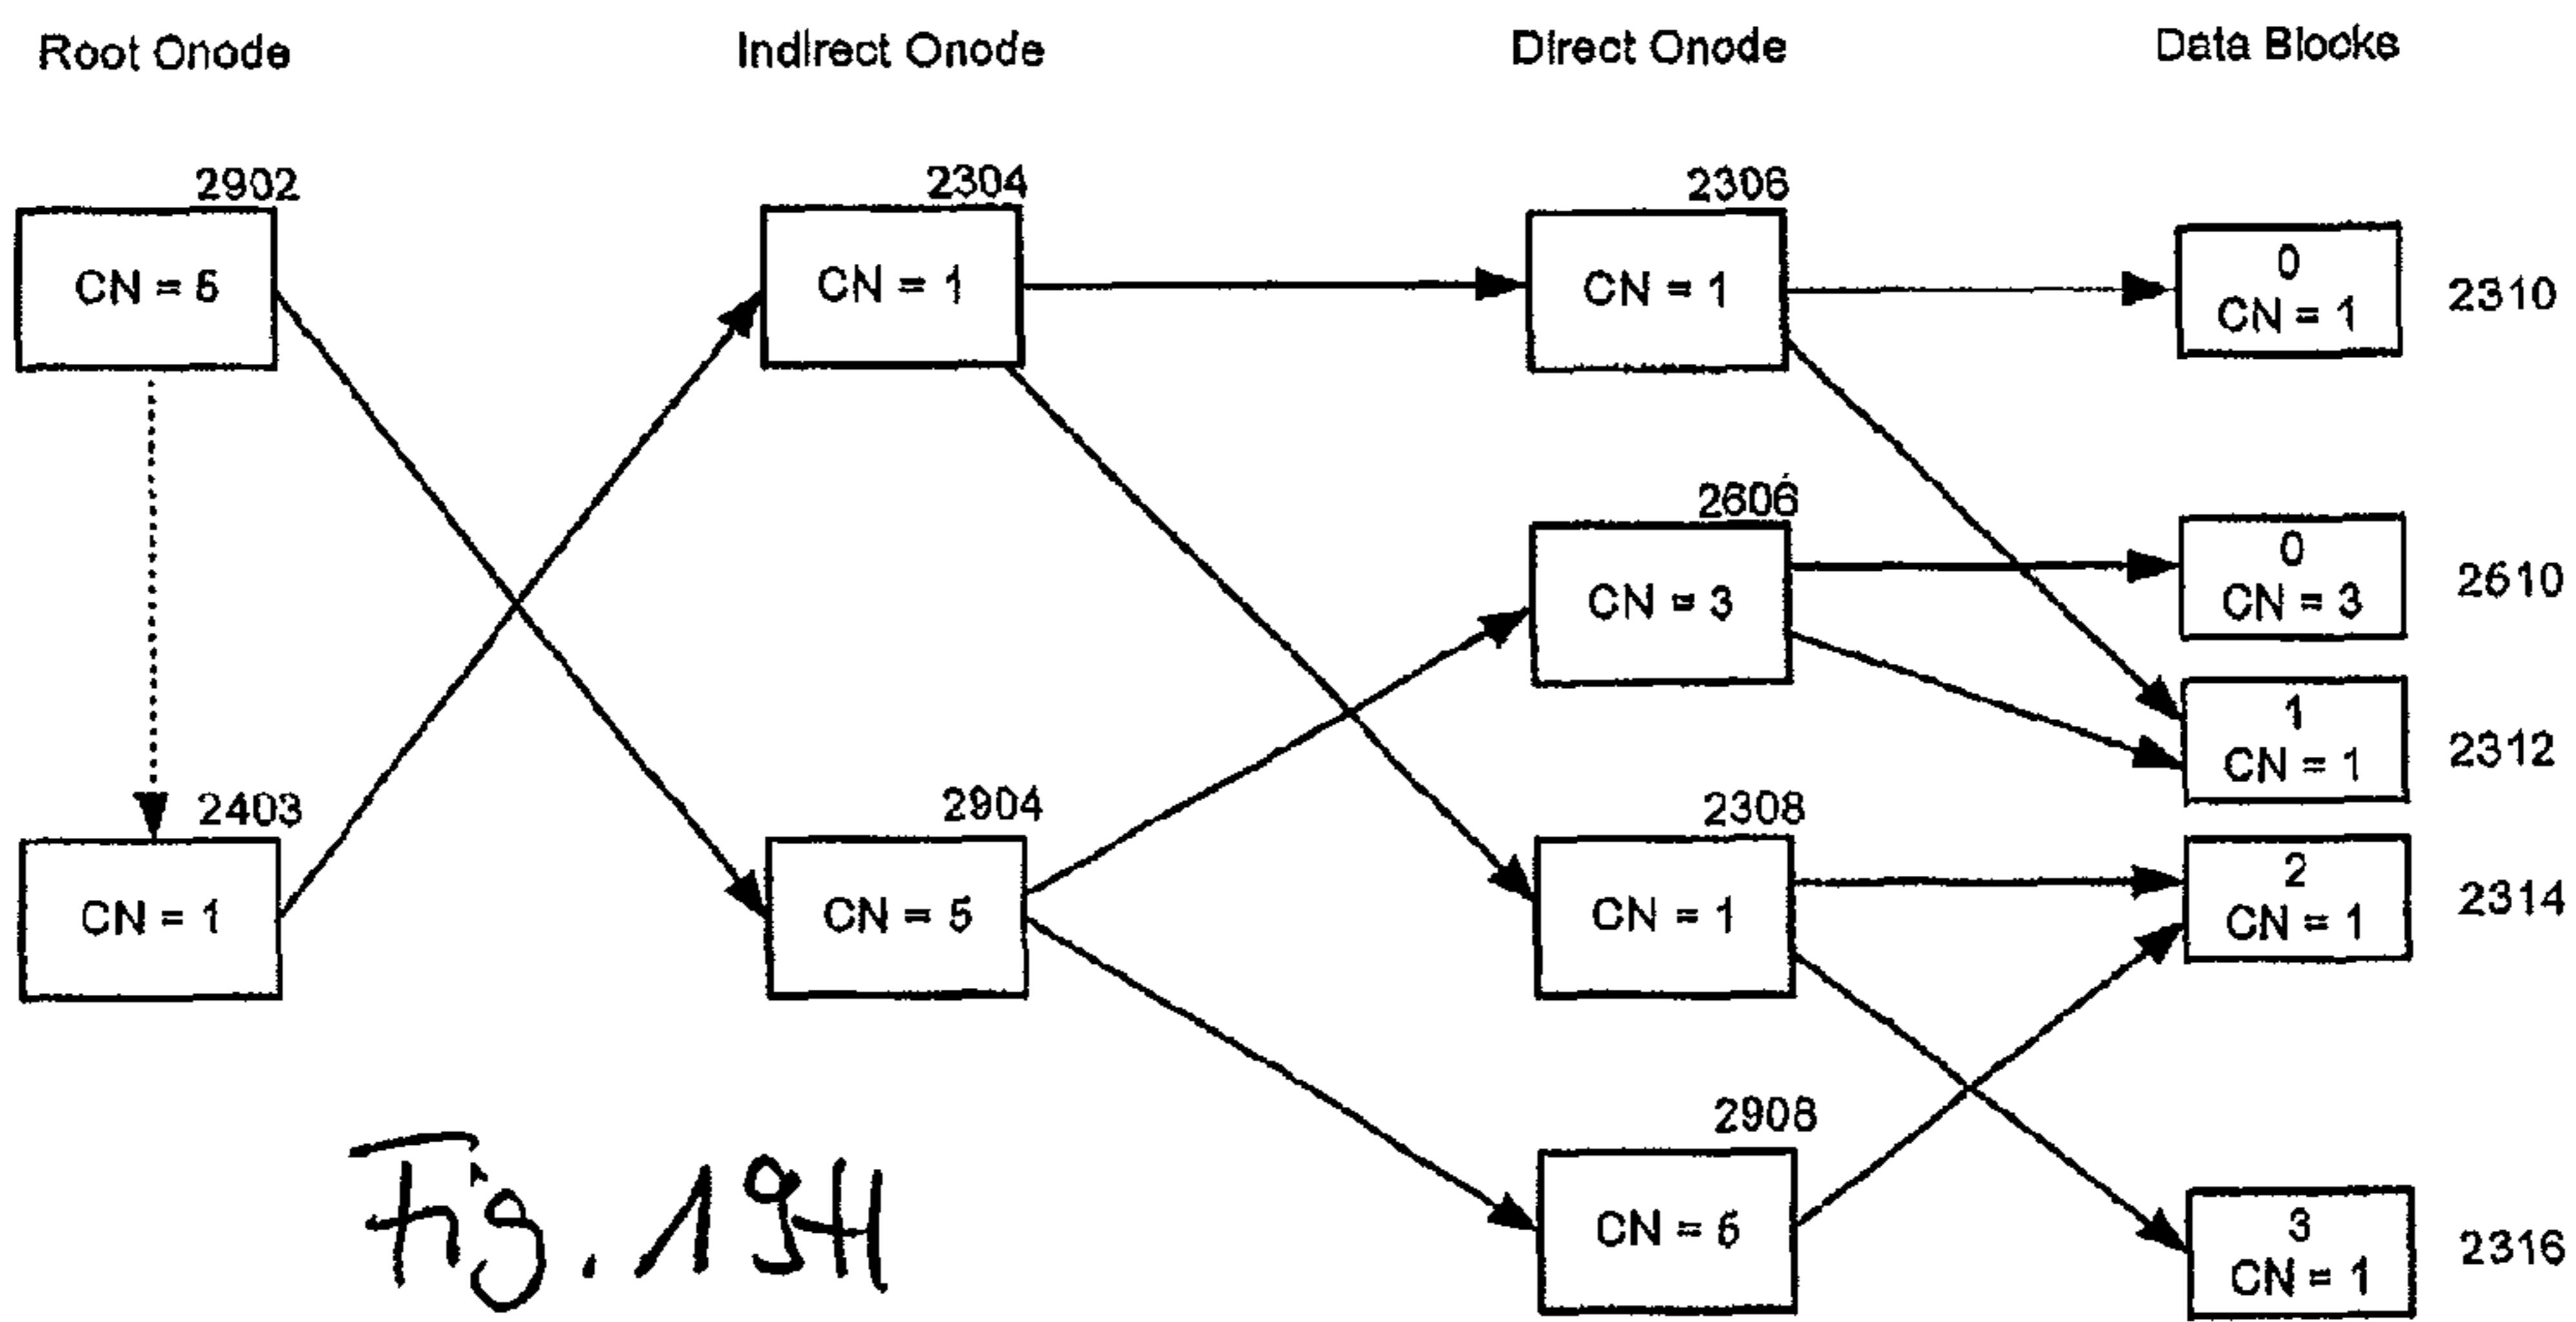 Root Onode Indirect Onode Direct Onode Data Blocks
2902 2304 2306
CN = 5 CN = 1 CN = 1 0
CN = 1 2310
2606
CN = 3 0
CN = 3 2610
1
CN = 1 2312
2403 2904 2308
CN = 1 CN = 5 CN = 1 2
CN = 1 2314
2908
CN = 5 3
CN = 1 2316
Fig. 19H